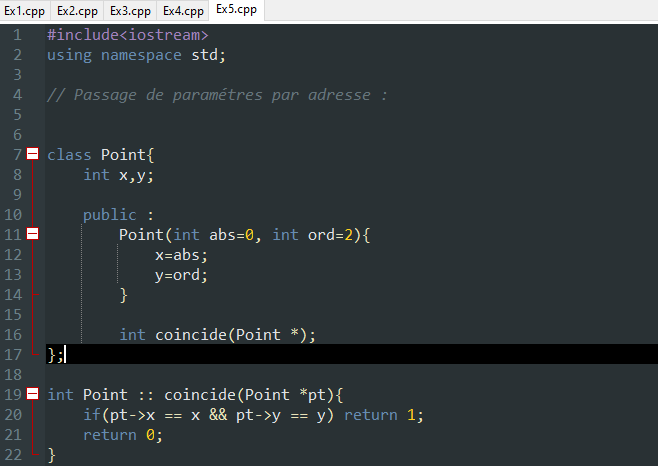 Ex1.cpp Ex2.cpp Ex3.cpp Ex4.cpp Ex5.cpp
1 #include<iostream>
2 using namespace std;
3
4 // Passage de paramétres par adresse :
5
6
7 class Point{
8 int x,y;
9
10 public :
11 Point(int abs=0, int ord=2){
12 x=abs;
13 y=ord;
14 }
15
16 int coincide(Point *);
17 };
18
19 int Point :: coincide(Point *pt){
20 if(pt->x == x && pt->y == y) return 1;
21 return 0;
22 }